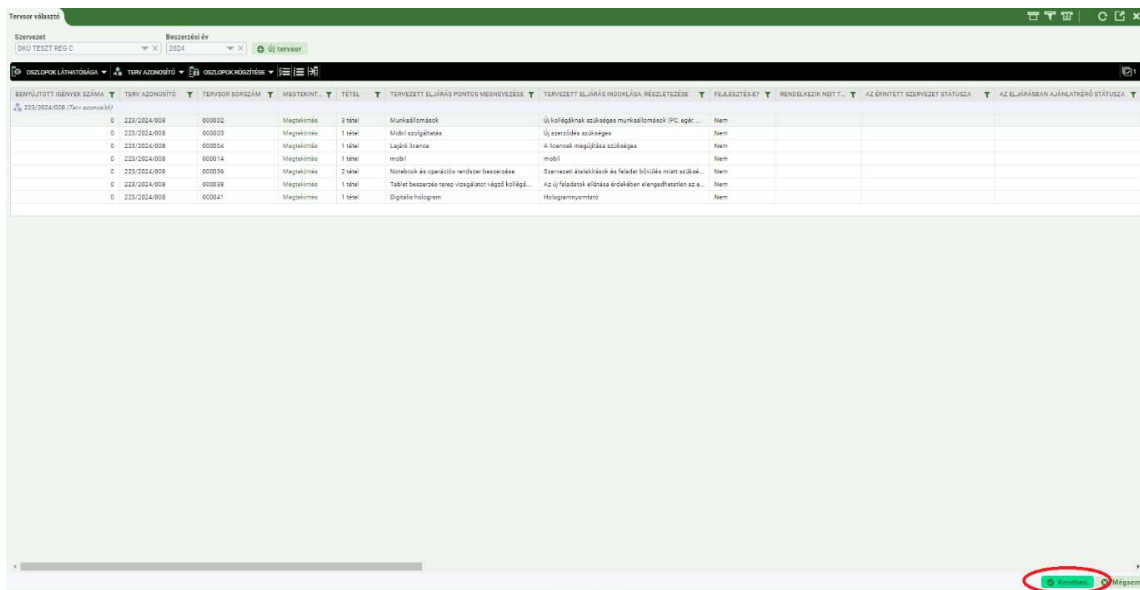 Tervsor választó
Szervezet Beszerzési év
DKÜ TESZT REG C 2024 Új tervsor
OSZLOPOK LÁTHATÓSÁGA TERV AZONOSÍTÓ OSZLOPOK RÖGZÍTÉSE 1
BENYÚJTOTT IGÉNYEK SZÁMA TERV AZONOSÍTÓ TERVSOR SORSZÁM MEGTEKINT... TÉTEL TERVEZETT ELJÁRÁS PONTOS MEGNEVEZÉSE TERVEZETT ELJÁRÁS INDOKLÁSA, RÉSZLETEZÉSE FEJLESZTÉS-E? RENDELKEZIK NEIT T... AZ ÉRINTETT SZERVEZET STÁTUSZA AZ ELJÁRÁSBAN AJÁNLATKÉRŐ STÁTUSZA
223/2024/008 (Terv azonosító)
0 223/2024/008 000002 Megtekintés 3 tétel Munkaállomások Új kollégáknak szükséges munkaállomások (PC, egér, ... Nem
0 223/2024/008 000003 Megtekintés 1 tétel Mobil szolgáltatás Új szerződés szükséges Nem
0 223/2024/008 000004 Megtekintés 1 tétel Lejáró licence A licencek megújítása szükséges Nem
0 223/2024/008 000014 Megtekintés 1 tétel mobil mobil Nem
0 223/2024/008 000036 Megtekintés 2 tétel Notebook és operációs rendszer beszerzése Szervezeti átalakítások és feladat bővülés miatt szüksé... Nem
0 223/2024/008 000038 Megtekintés 1 tétel Tablet beszerzés terep vizsgálatot végző kollégá... Az új feladatok ellátása érdekében elengedhetetlen az e... Nem
0 223/2024/008 000041 Megtekintés 1 tétel Digitális hologram Hologramnyomtató Nem
Rendben Mégsem